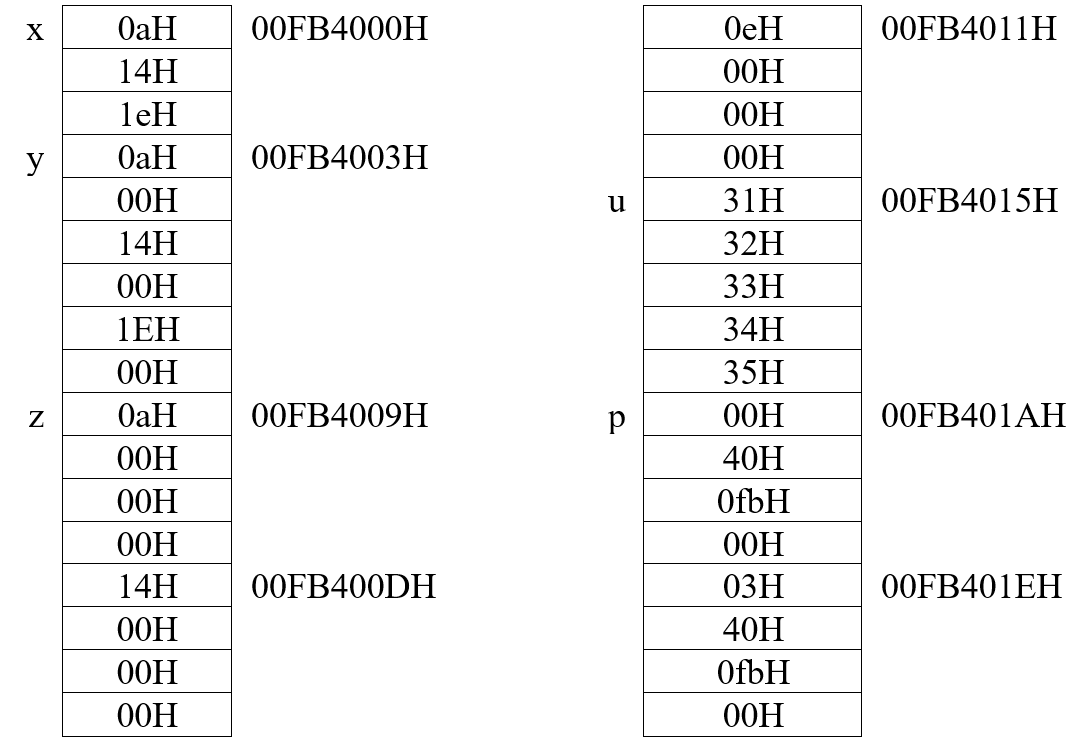 x 0aH 00FB4000H
14H
1eH
y 0aH 00FB4003H
00H
14H
00H
1EH
00H
z 0aH 00FB4009H
00H
00H
00H
14H 00FB400DH
00H
00H
00H
0eH 00FB4011H
00H
00H
00H
u 31H 00FB4015H
32H
33H
34H
35H
p 00H 00FB401AH
40H
0fbH
00H
03H 00FB401EH
40H
0fbH
00H